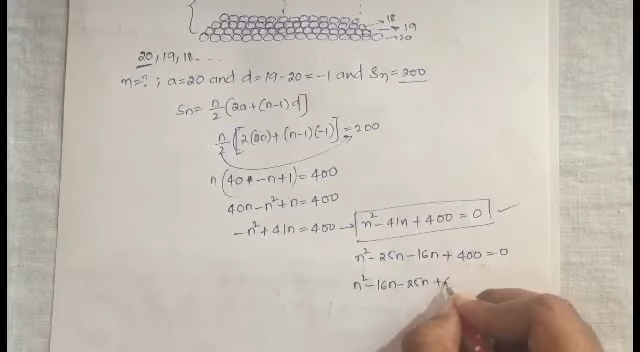 18
19
20
20, 19, 18. . . .
n=? ; a=20 and d=19-20=-1 and Sn=200
Sn= n/2 (2a+(n-1)d]
n/2 [2(20)+(n-1)(-1)]=200
n(40-n+1)=400
40n-n²+n=400
-n²+41n=400 → n²-41n+400=0 ✓
n²-25n-16n+400=0
n²-16n-25n+